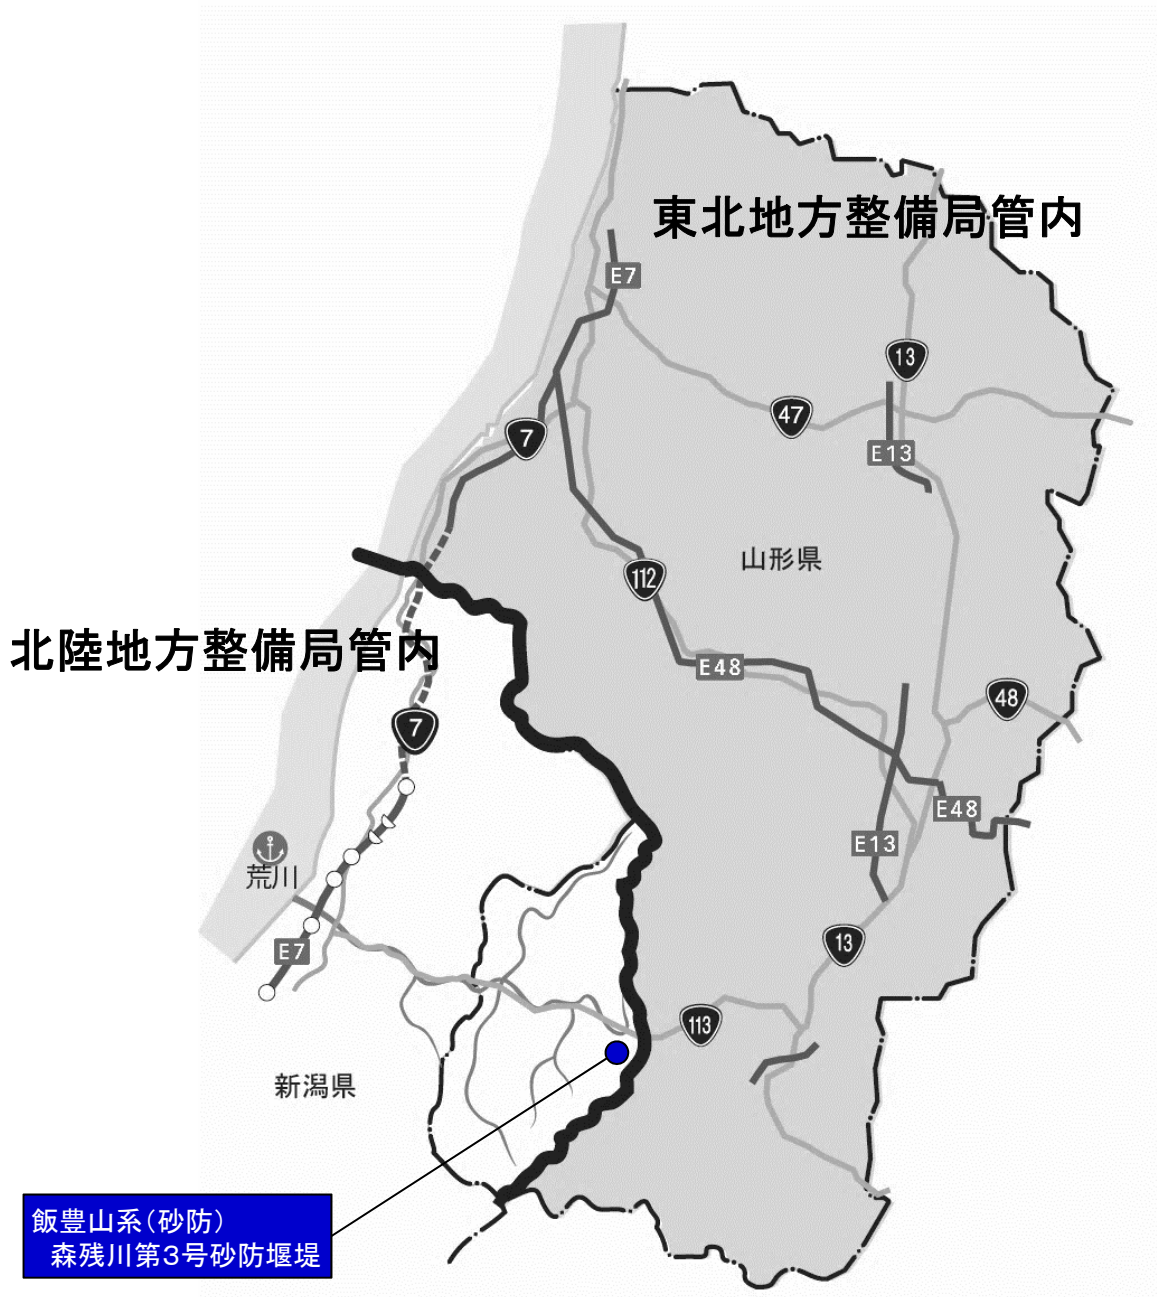 東北地方整備局管内
E7
13
47
7
E13
山形県
112
北陸地方整備局管内
E48
48
7
E48
E13
荒川
13
E7
113
新潟県
飯豊山系(砂防)
森残川第3号砂防堰堤